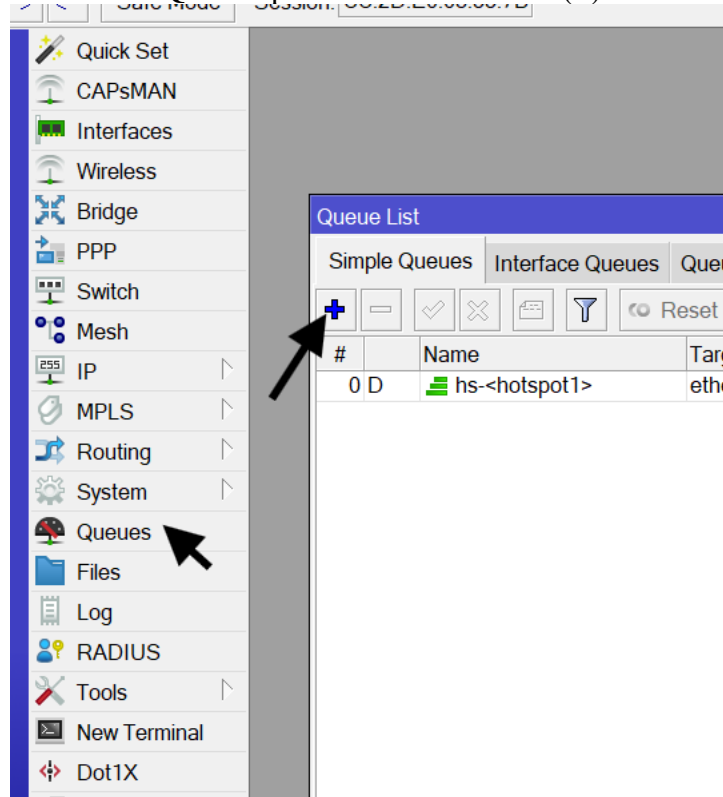 Safe Mode Session:
Quick Set
CAPsMAN
Interfaces
Wireless
Bridge
PPP
Switch
Mesh
255 IP
MPLS
Routing
System
Queues
Files
Log
RADIUS
Tools
New Terminal
Dot1X
Queue List
Simple Queues Interface Queues
Reset
# Name
0 D hs-<hotspot1>